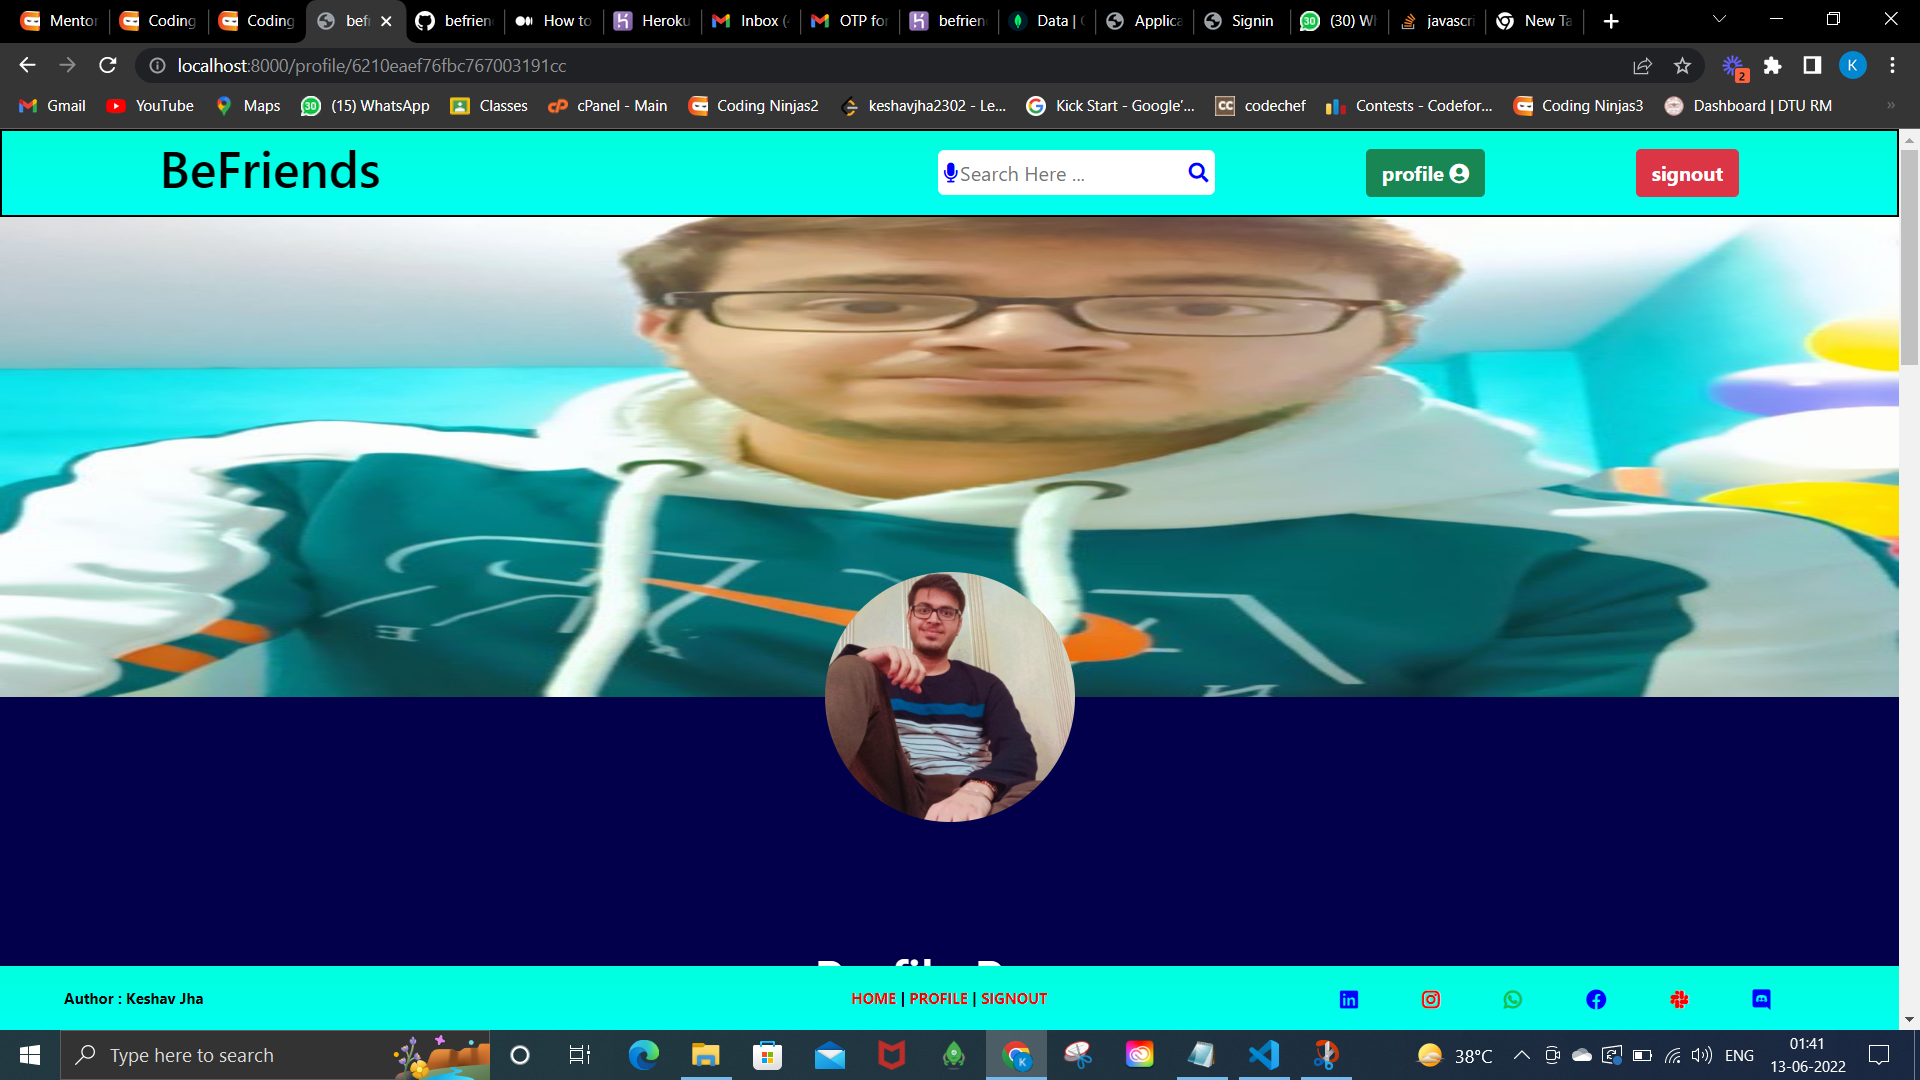 Mentor Coding Coding bef befrien How to Heroku Inbox ( OTP for befrien Data | Applica Signin (30) W javascri New Ta
localhost:8000/profile/6210eaef76fbc767003191cc 2 K
Gmail YouTube Maps (15) WhatsApp Classes cPanel - Main Coding Ninjas2 keshavjha2302 - Le... Kick Start - Google'... codechef Contests - Codefor... Coding Ninjas3 Dashboard | DTU RM »
BeFriends Search Here ... profile signout
Author : Keshav Jha HOME | PROFILE | SIGNOUT
Type here to search 38°C ENG 01:41
13-06-2022